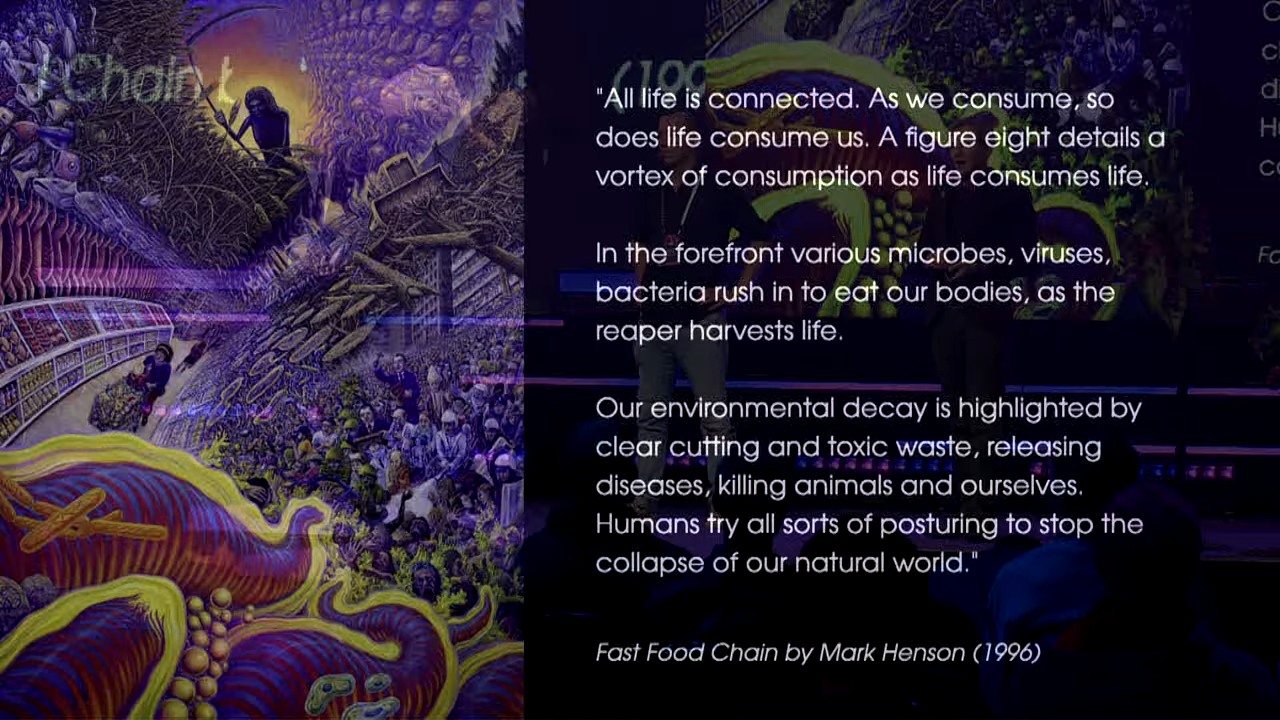 Chain
(199
"All life is connected. As we consume, so
does life consume us. A figure eight details a
vortex of consumption as life consumes life.
In the forefront various microbes, viruses,
bacteria rush in to eat our bodies, as the
reaper harvests life.
Our environmental decay is highlighted by
clear cutting and toxic waste, releasing
diseases, killing animals and ourselves.
Humans try all sorts of posturing to stop the
collapse of our natural world."
Fast Food Chain by Mark Henson (1996)